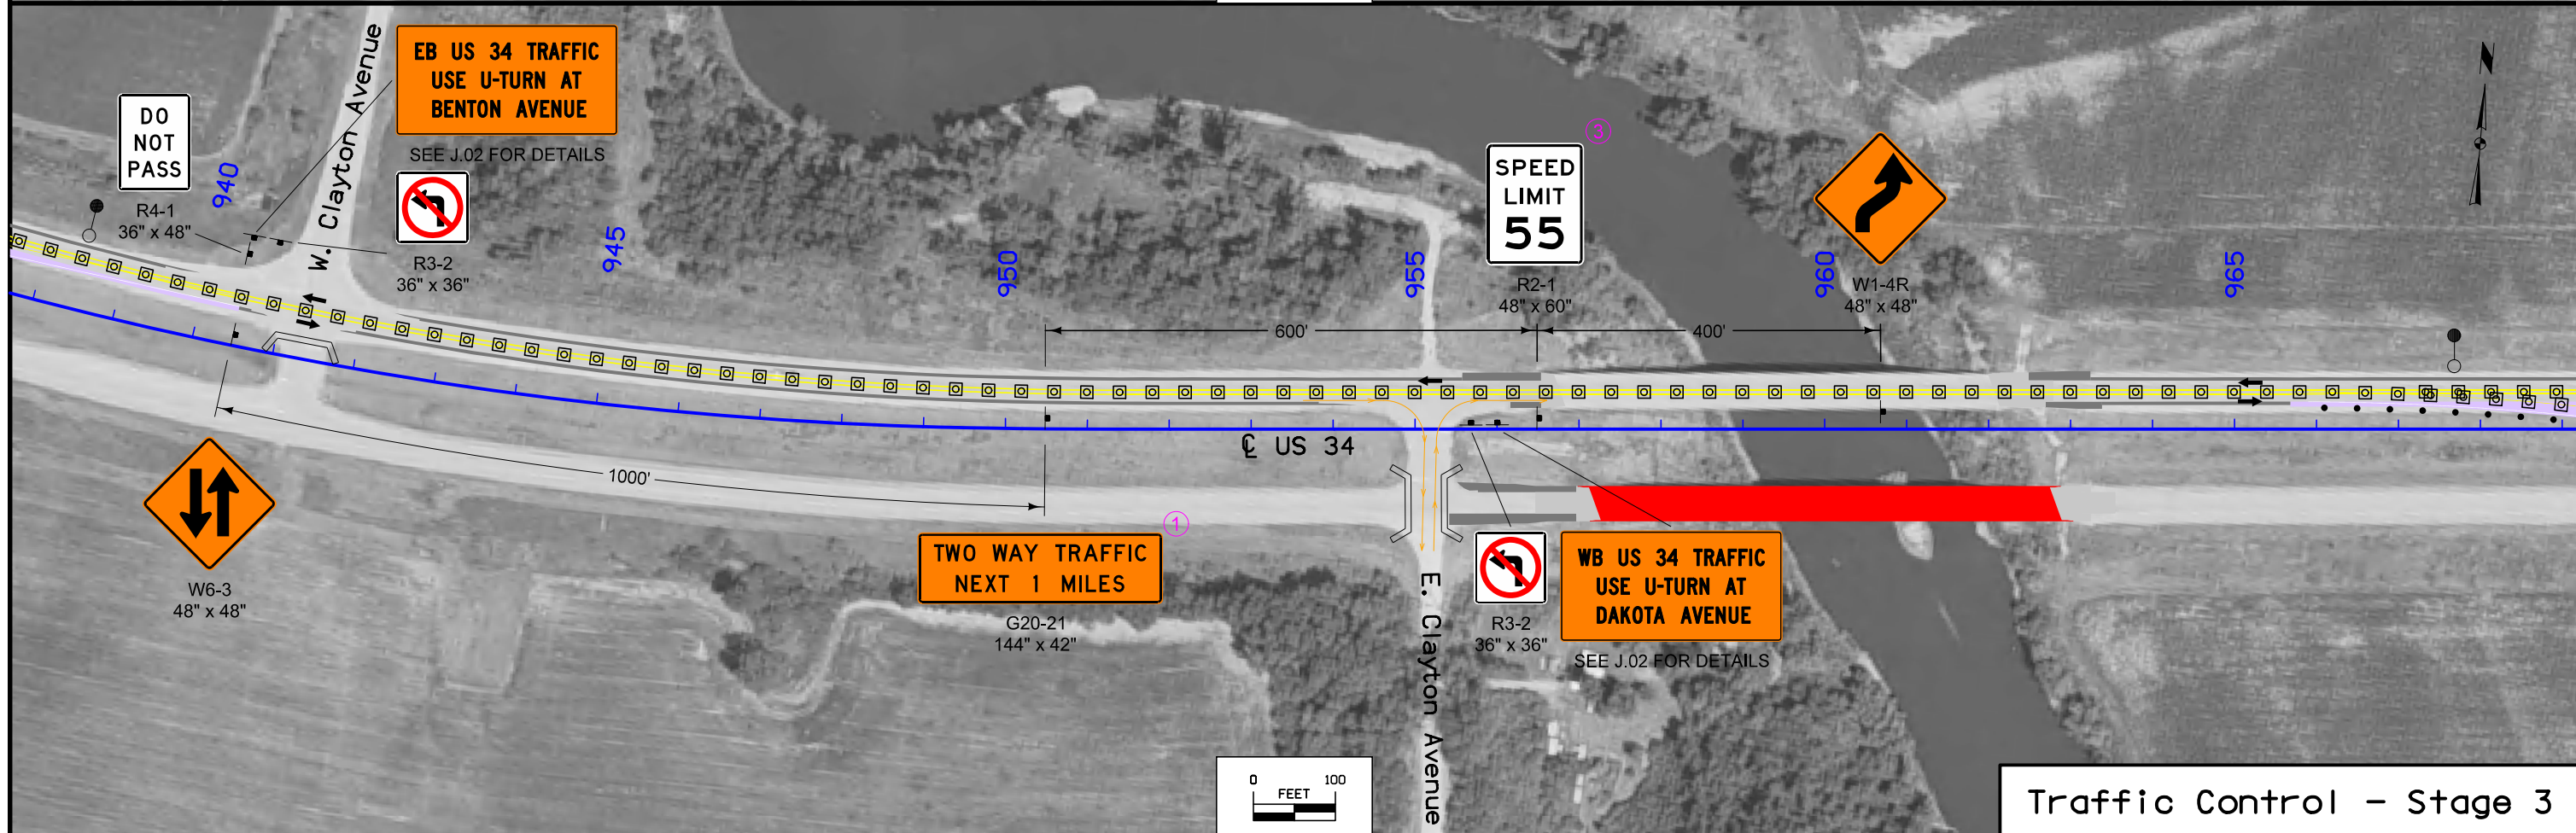 EB US 34 TRAFFIC
USE U-TURN AT
BENTON AVENUE
SEE J.02 FOR DETAILS
W. Clayton Avenue
DO
NOT
PASS
R4-1
36" x 48"
R3-2
36" x 36"
940
945
950
955
960
965
SPEED
LIMIT
55
R2-1
48" x 60"
3
W1-4R
48" x 48"
600'
400'
℄ US 34
1000'
W6-3
48" x 48"
1
TWO WAY TRAFFIC
NEXT 1 MILES
G20-21
144" x 42"
E. Clayton Avenue
R3-2
36" x 36"
WB US 34 TRAFFIC
USE U-TURN AT
DAKOTA AVENUE
SEE J.02 FOR DETAILS
N
0 100
FEET
Traffic Control - Stage 3